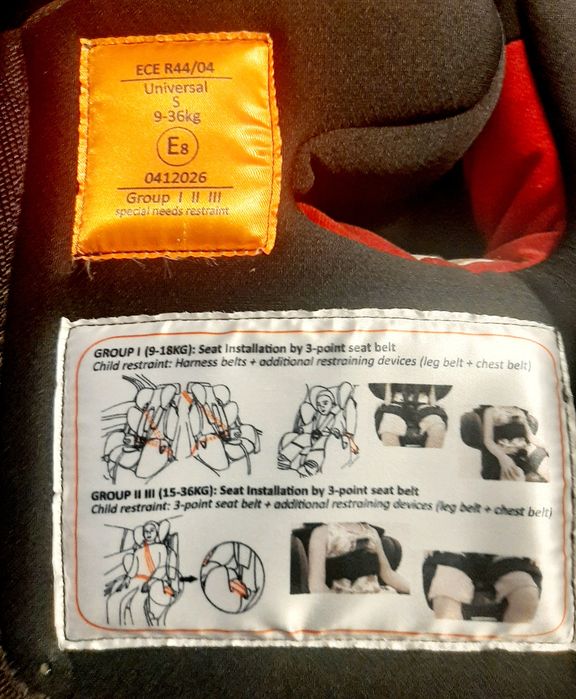 ECE R44/04
Universal
S
9-36kg
E8
0412026
Group I II III
special needs restraint
GROUP I (9-18KG): Seat Installation by 3-point seat belt
Child restraint: Harness belts + additional restraining devices (leg belt + chest belt)
GROUP II III (15-36KG): Seat Installation by 3-point seat belt
Child restraint: 3-point seat belt + additional restraining devices (leg belt + chest belt)